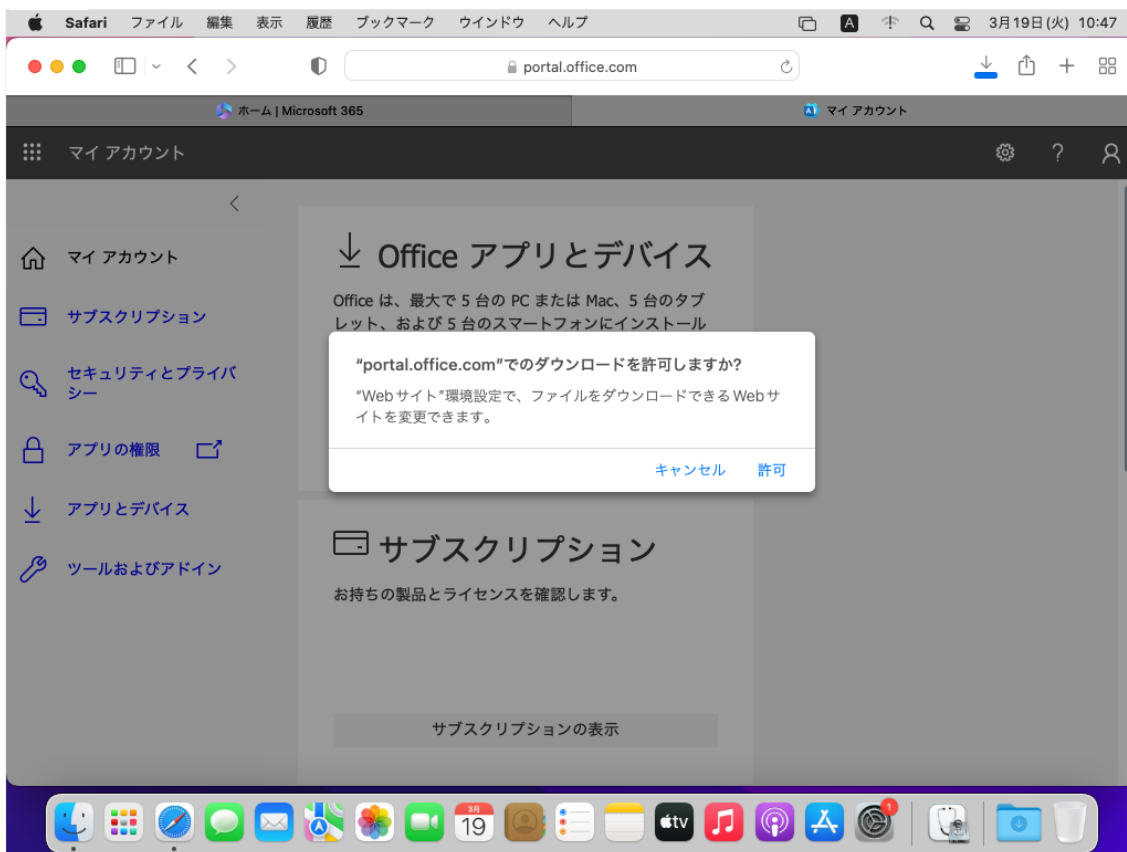 Safari ファイル 編集 表示 履歴 ブックマーク ウインドウ ヘルプ A 3月19日(火) 10:47
portal.office.com
ホーム | Microsoft 365
マイ アカウント
マイ アカウント ?
マイ アカウント
サブスクリプション
セキュリティとプライバ
シー
アプリの権限
アプリとデバイス
ツールおよびアドイン
Office アプリとデバイス
Office は、最大で 5 台の PC または Mac、5 台のタブ
レット、および 5 台のスマートフォンにインストール
“portal.office.com”でのダウンロードを許可しますか?
“Webサイト”環境設定で、ファイルをダウンロードできるWebサ
イトを変更できます。
キャンセル 許可
サブスクリプション
お持ちの製品とライセンスを確認します。
サブスクリプションの表示
3月
19
tv
1